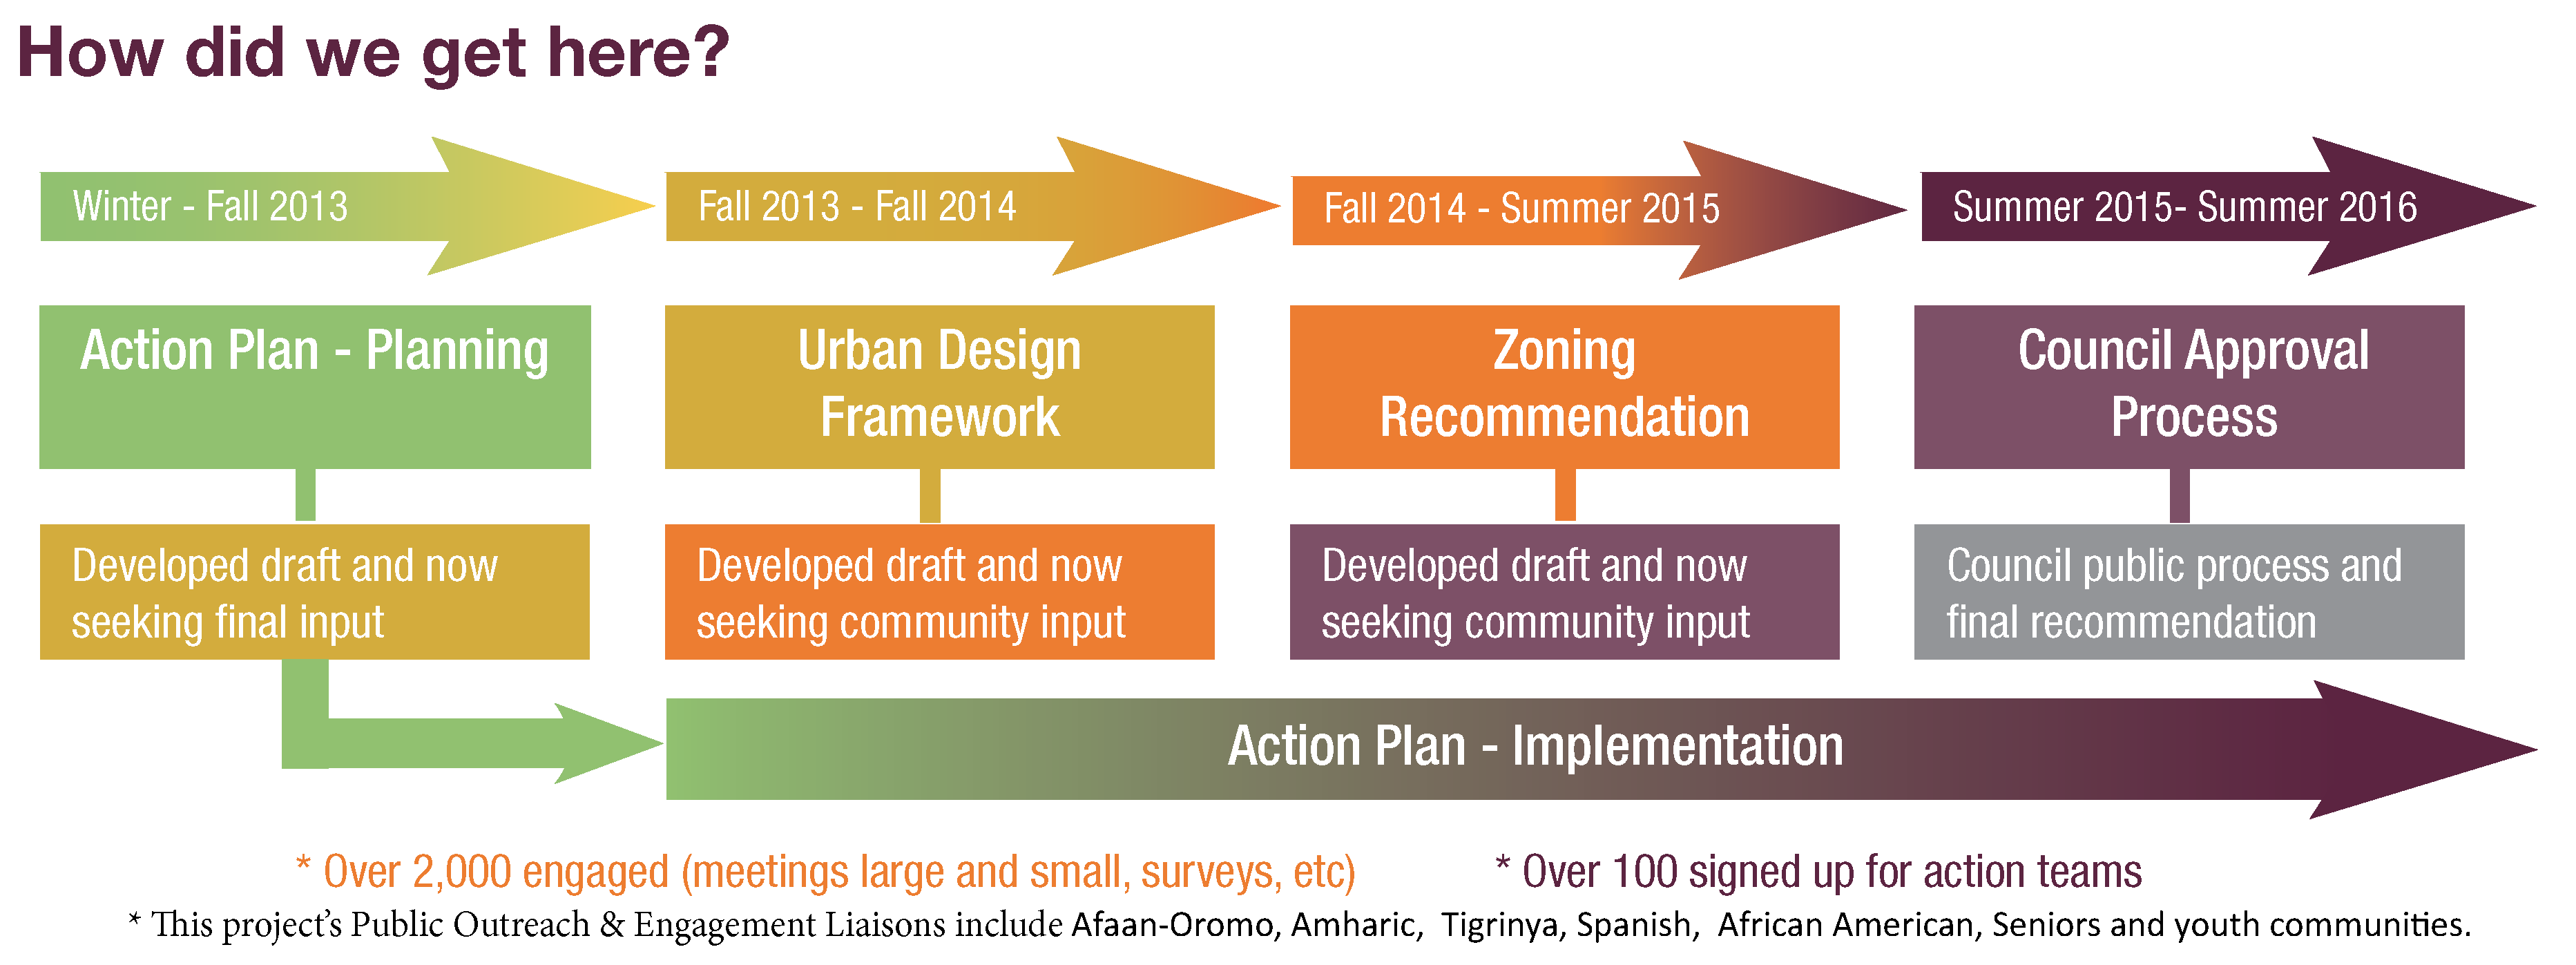 How did we get here?
Winter - Fall 2013
Fall 2013 - Fall 2014
Fall 2014 - Summer 2015
Summer 2015- Summer 2016
Action Plan - Planning
Urban Design
Framework
Zoning
Recommendation
Council Approval
Process
Developed draft and now
seeking final input
Developed draft and now
seeking community input
Developed draft and now
seeking community input
Council public process and
final recommendation
Action Plan - Implementation
* Over 2,000 engaged (meetings large and small, surveys, etc)
* Over 100 signed up for action teams
* This project’s Public Outreach & Engagement Liaisons include Afaan-Oromo, Amharic, Tigrinya, Spanish, African American, Seniors and youth communities.